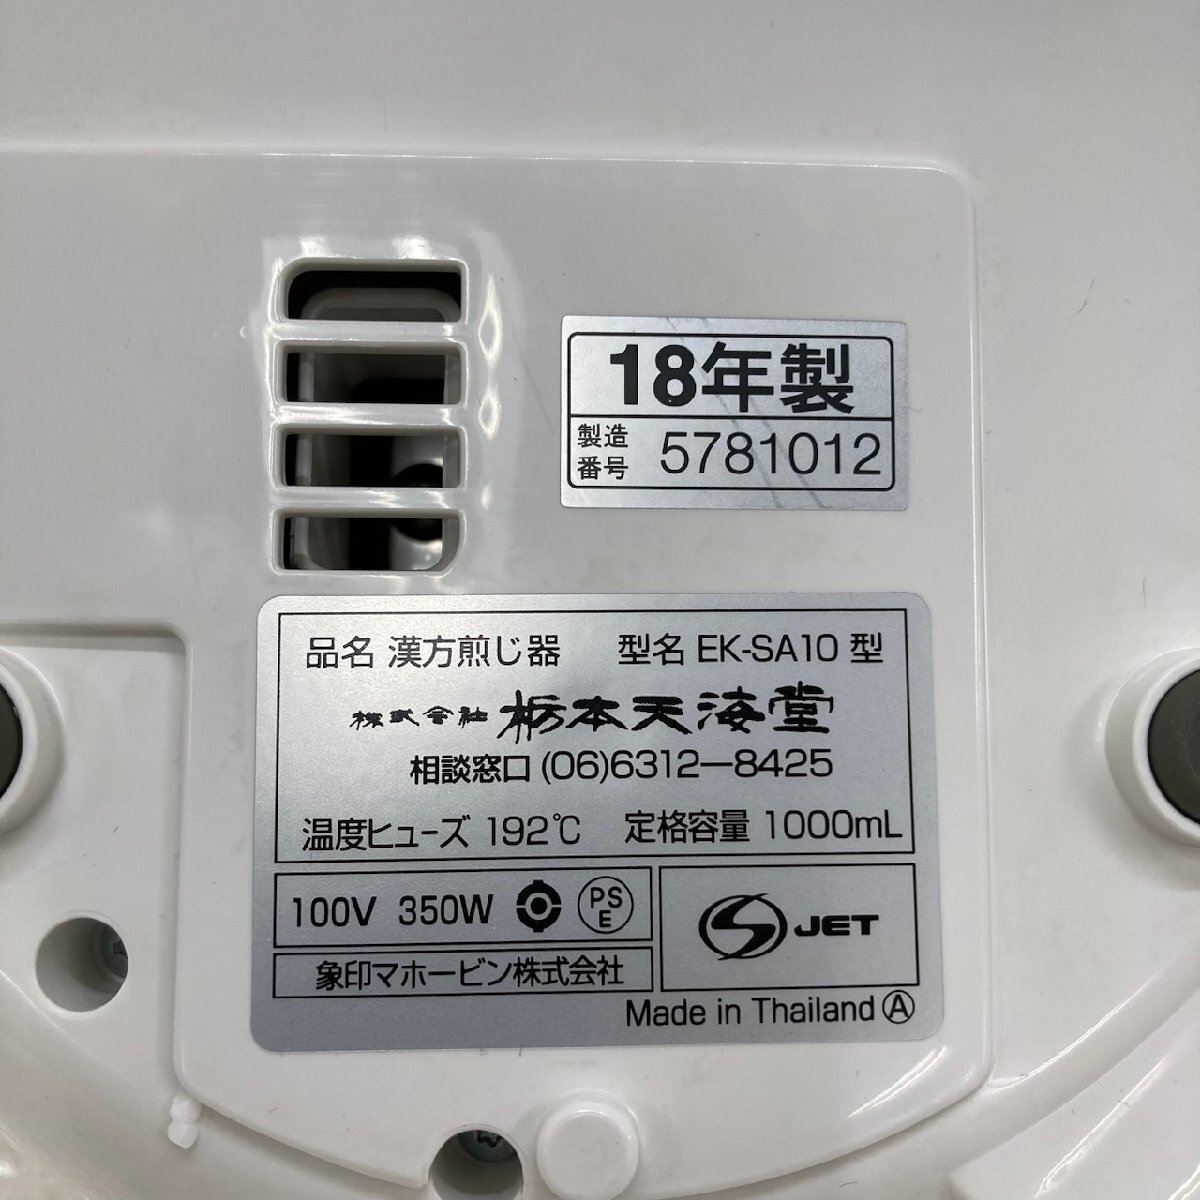 18年製
製造番号 5781012
品名 漢方煎じ器 型名 EK-SA10 型
株式会社 栃本天海堂
相談窓口 (06)6312-8425
温度ヒューズ 192℃ 定格容量 1000mL
100V 350W PSE
JET
象印マホービン株式会社
Made in Thailand Ⓐ